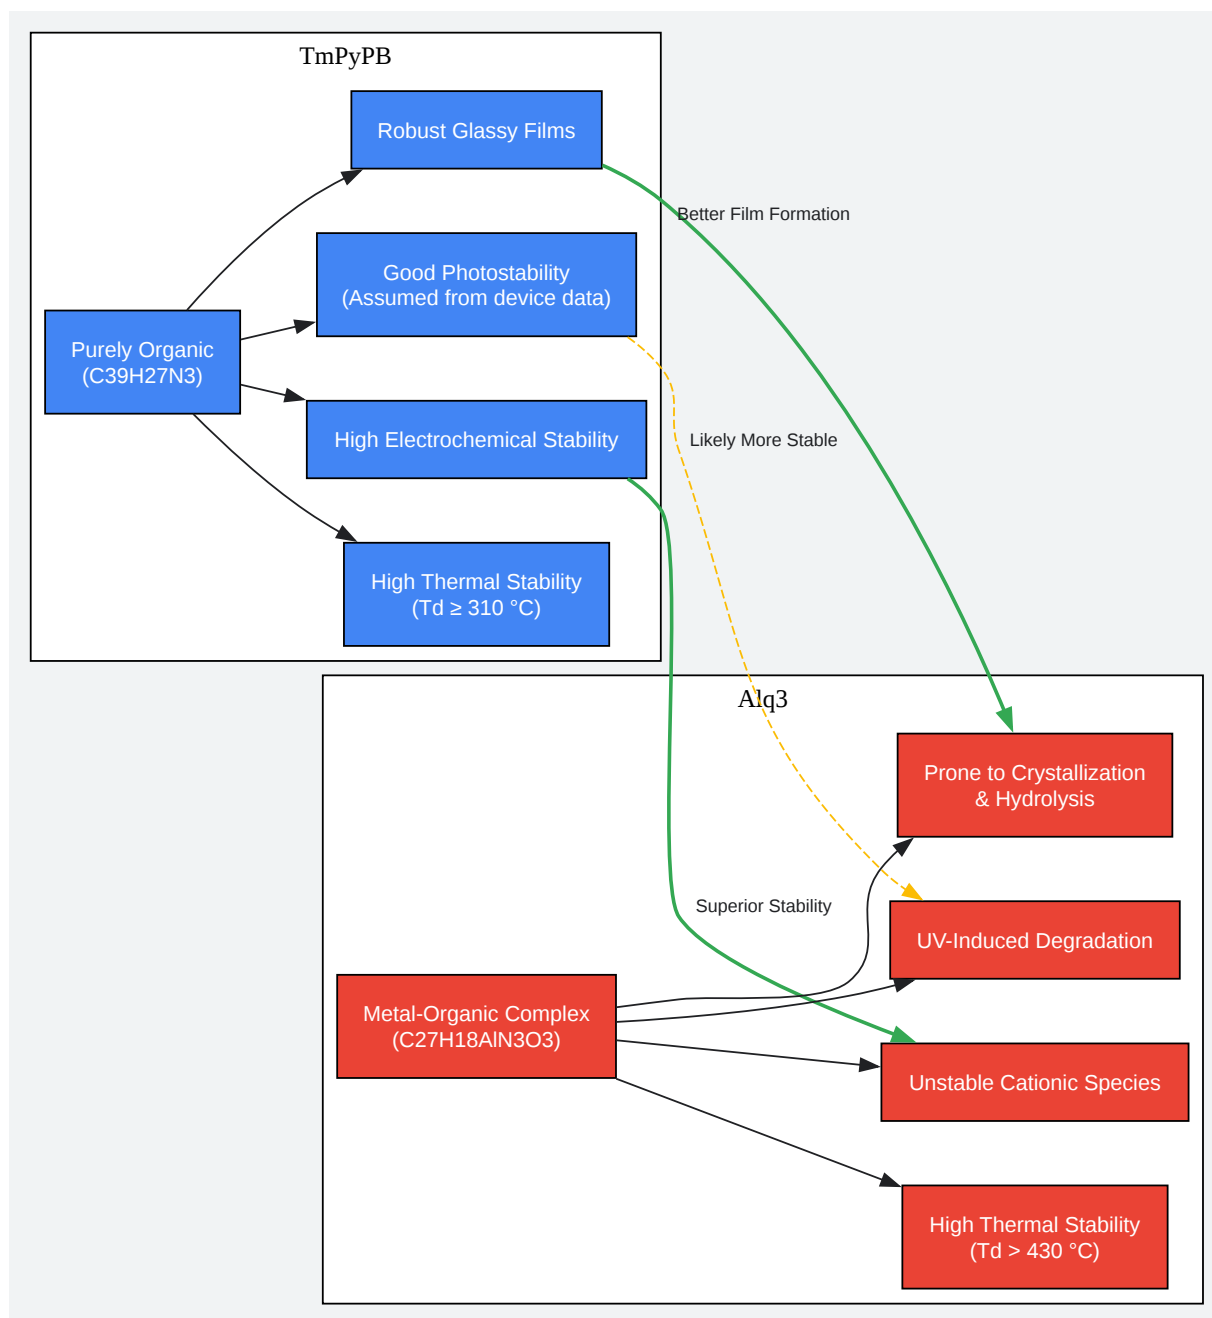 TmPyPB
Robust Glassy Films
Better Film Formation
Good Photostability
(Assumed from device data)
Purely Organic
(C39H27N3)
Likely More Stable
High Electrochemical Stability
High Thermal Stability
(Td ≥ 310 °C)
Alq3
Prone to Crystallization
& Hydrolysis
Superior Stability
UV-Induced Degradation
Metal-Organic Complex
(C27H18AlN3O3)
Unstable Cationic Species
High Thermal Stability
(Td > 430 °C)